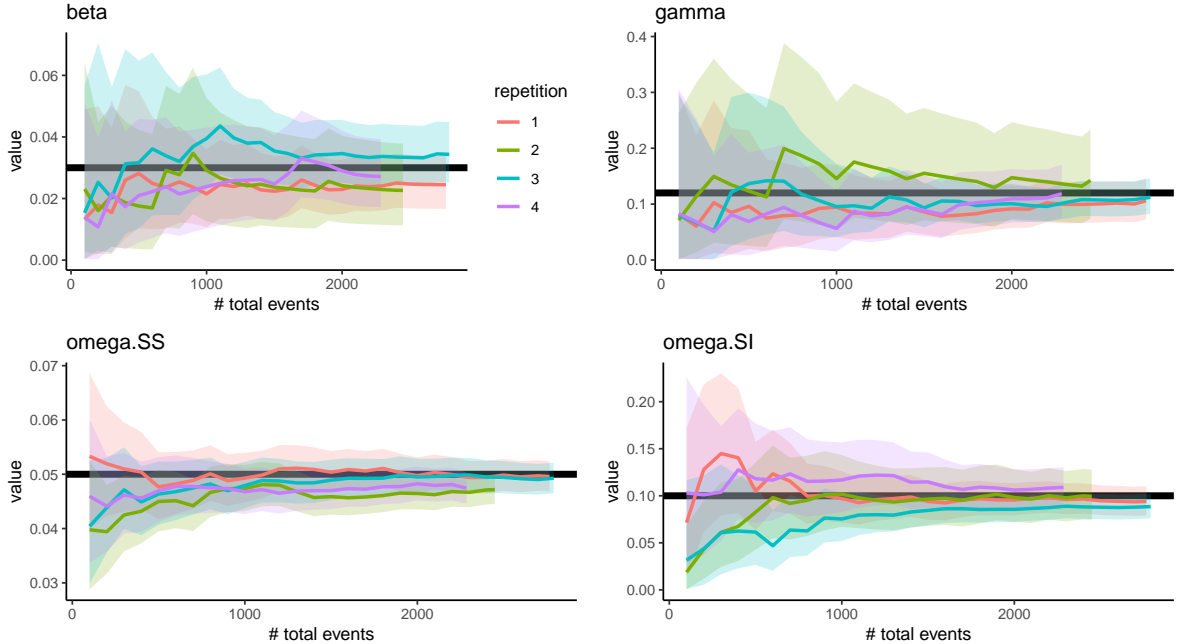 beta
value
0.06
0.04
0.02
0.00
0
1000
2000
# total events
repetition
1
2
3
4
gamma
value
0.4
0.3
0.2
0.1
0.0
0
1000
2000
# total events
omega.SS
value
0.07
0.06
0.05
0.04
0.03
0
1000
2000
# total events
omega.SI
value
0.20
0.15
0.10
0.05
0.00
0
1000
2000
# total events